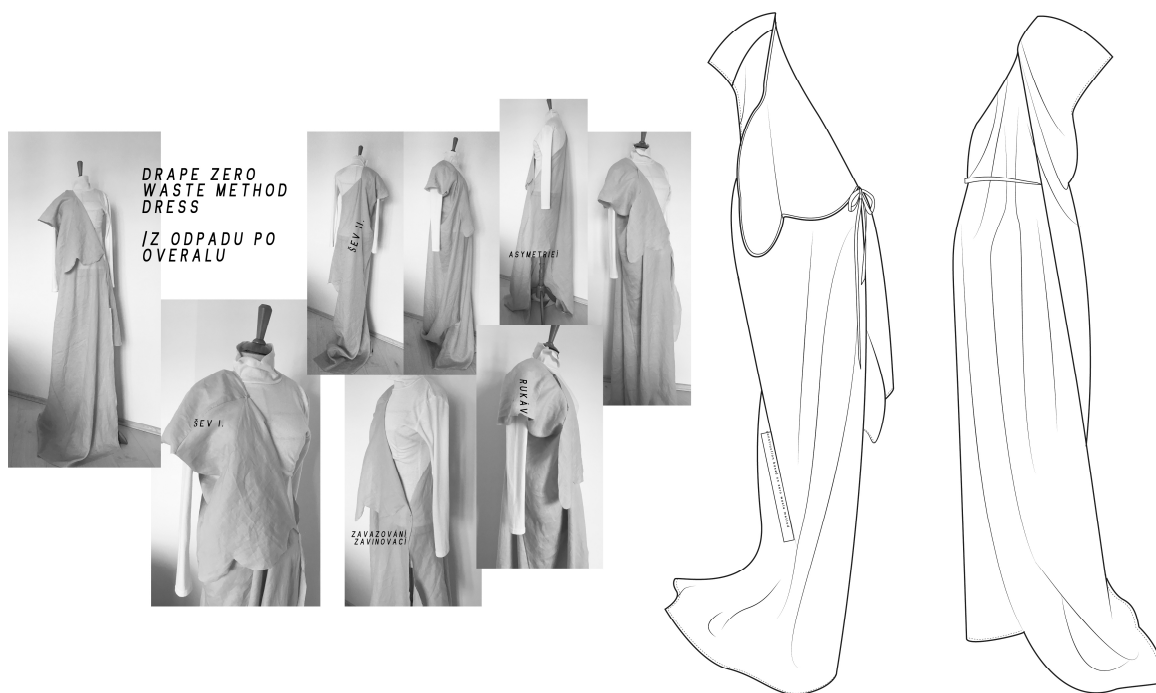 DRAPE ZERO
WASTE METHOD
DRESS
/Z ODPADU PO
OVERALU
ŠEV I.
ŠEV II.
ASYMETRIE!
RUKÁV
ZAVAZOVÁNÍ
ZAVINOVACÍ